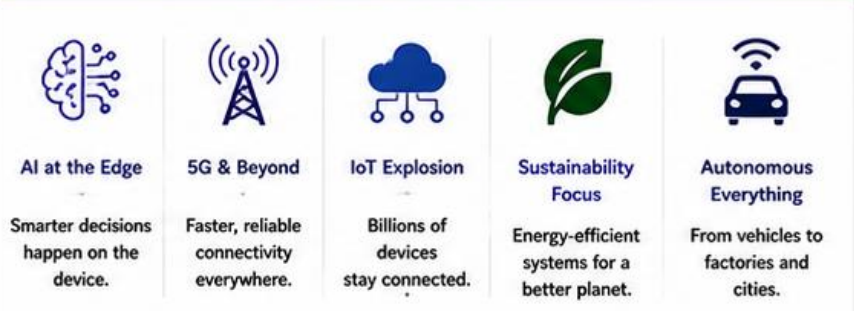 AI at the Edge
Smarter decisions
happen on the
device.
5G & Beyond
Faster, reliable
connectivity
everywhere.
IoT Explosion
Billions of
devices
stay connected.
Sustainability
Focus
Energy-efficient
systems for a
better planet.
Autonomous
Everything
From vehicles to
factories and
cities.